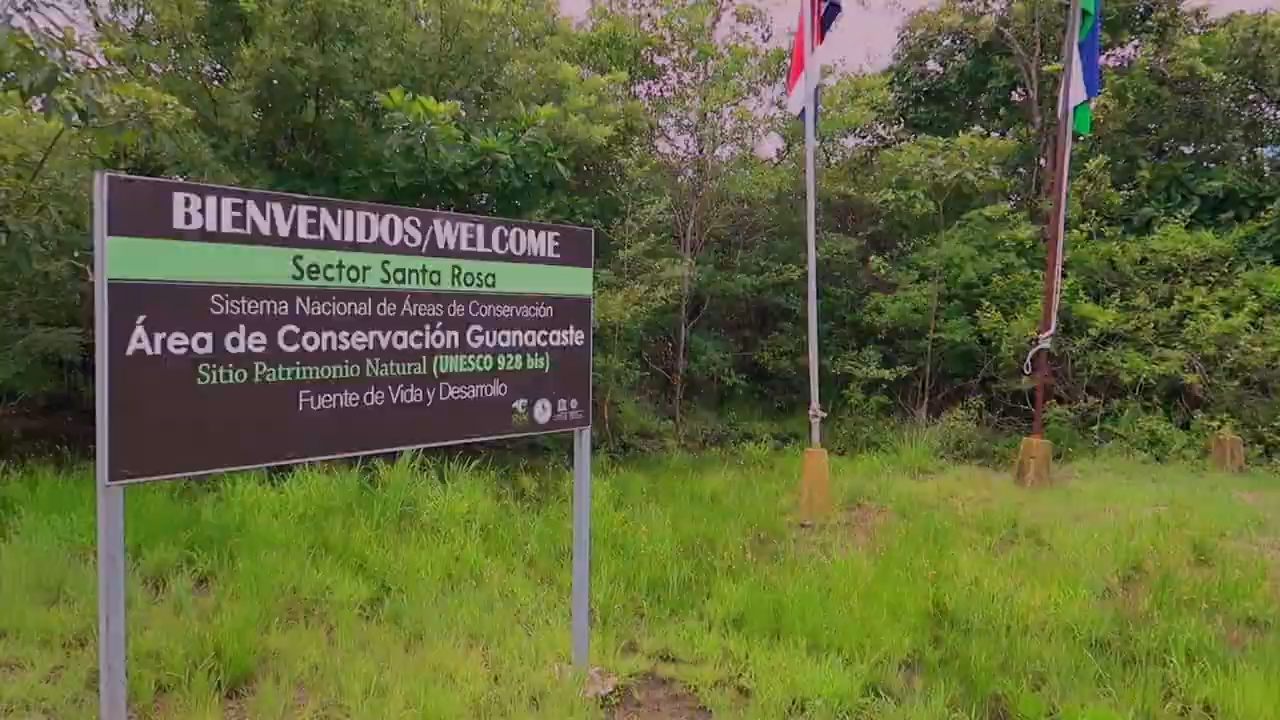 BIENVENIDOS/WELCOME
Sector Santa Rosa
Sistema Nacional de Áreas de Conservación
Área de Conservación Guanacaste
Sitio Patrimonio Natural (UNESCO 928 bis)
Fuente de Vida y Desarrollo